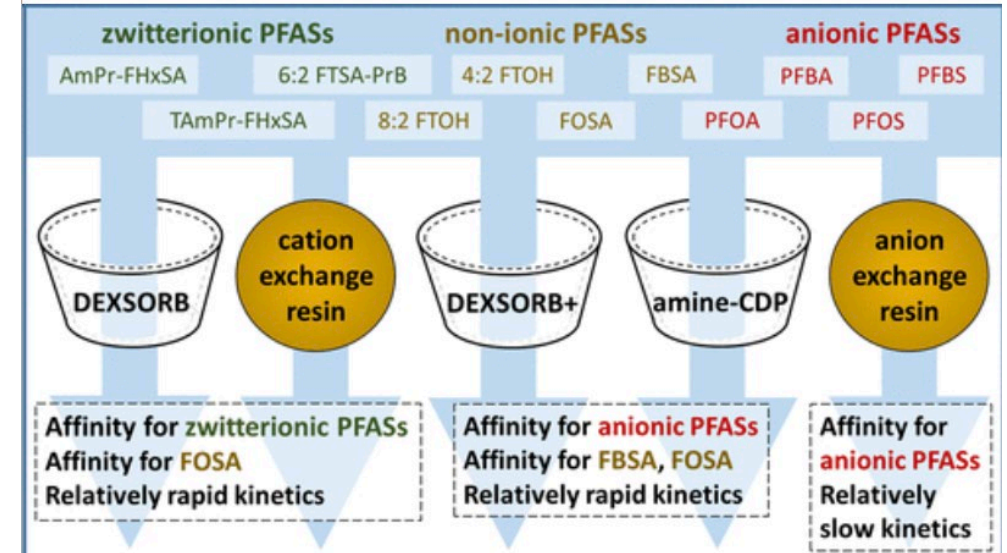 zwitterionic PFASs non-ionic PFASs anionic PFASs
AmPr-FHxSA 6:2 FTSA-PrB 4:2 FTOH FBSA PFBA PFBS
TAmPr-FHxSA 8:2 FTOH FOSA PFOA PFOS
DEXSORB
cation
exchange
resin
DEXSORB+
amine-CDP
anion
exchange
resin
Affinity for zwitterionic PFASs
Affinity for FOSA
Relatively rapid kinetics
Affinity for anionic PFASs
Affinity for FBSA, FOSA
Relatively rapid kinetics
Affinity for
anionic PFASs
Relatively
slow kinetics